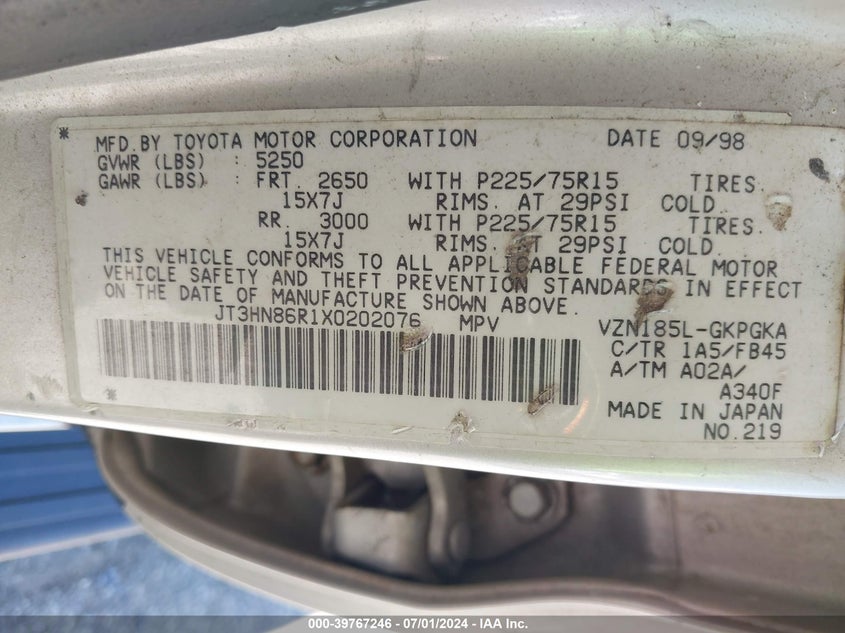 MFD.BY TOYOTA MOTOR CORPORATION DATE 09/98
GVWR (LBS) : 5250
GAWR (LBS) : FRT. 2650 WITH P225/75R15 TIRES.
15X7J RIMS. AT 29PSI COLD.
RR. 3000 WITH P225/75R15 TIRES.
15X7J RIMS. AT 29PSI COLD.
THIS VEHICLE CONFORMS TO ALL APPLICABLE FEDERAL MOTOR
VEHICLE SAFETY AND THEFT PREVENTION STANDARDS IN EFFECT
ON THE DATE OF MANUFACTURE SHOWN ABOVE.
JT3HN86R1X0202076 MPV VZN185L-GKPGKA
C/TR 1A5/FB45
A/TM A02A/
A340F
MADE IN JAPAN
NO.219
000-39767246 - 07/01/2024 - IAA Inc.